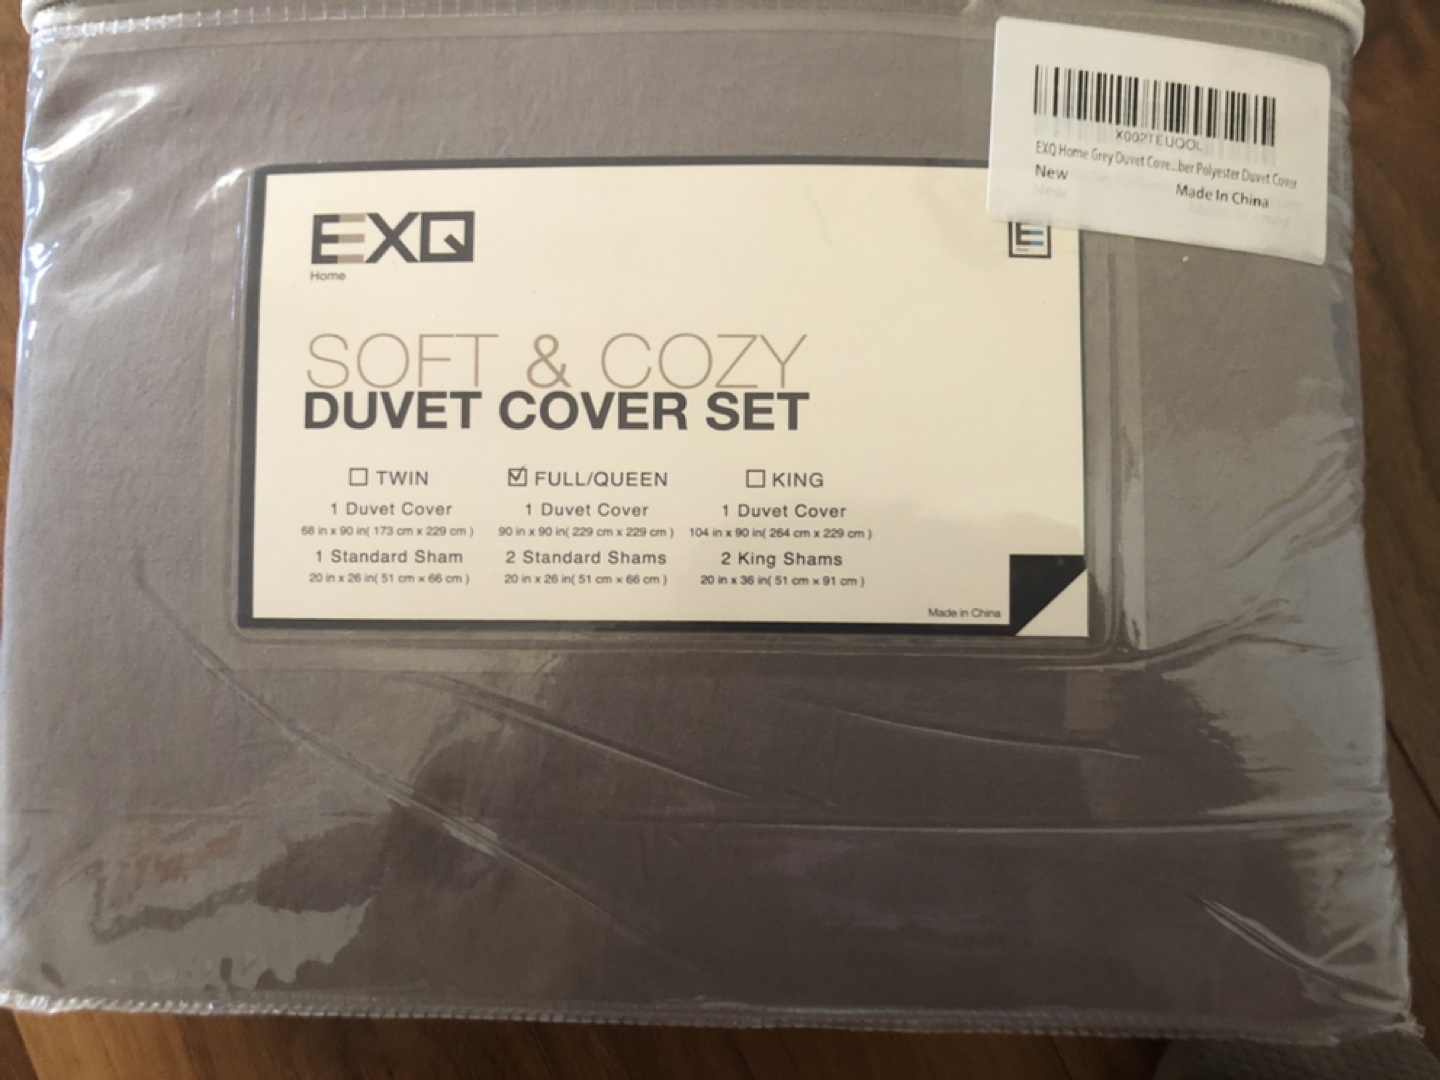 X002TEUQOL
EXQ Home Grey Duvet Cove...ber Polyester Duvet Cover
New
Made In China
EXQ
Home
SOFT & COZY
DUVET COVER SET
☐ TWIN ☑ FULL/QUEEN ☐ KING
1 Duvet Cover 1 Duvet Cover 1 Duvet Cover
68 in x 90 in( 173 cm x 229 cm ) 90 in x 90 in( 229 cm x 229 cm ) 104 in x 90 in( 264 cm x 229 cm )
1 Standard Sham 2 Standard Shams 2 King Shams
20 in x 26 in( 51 cm x 66 cm ) 20 in x 26 in( 51 cm x 66 cm ) 20 in x 36 in( 51 cm x 91 cm )
Made in China